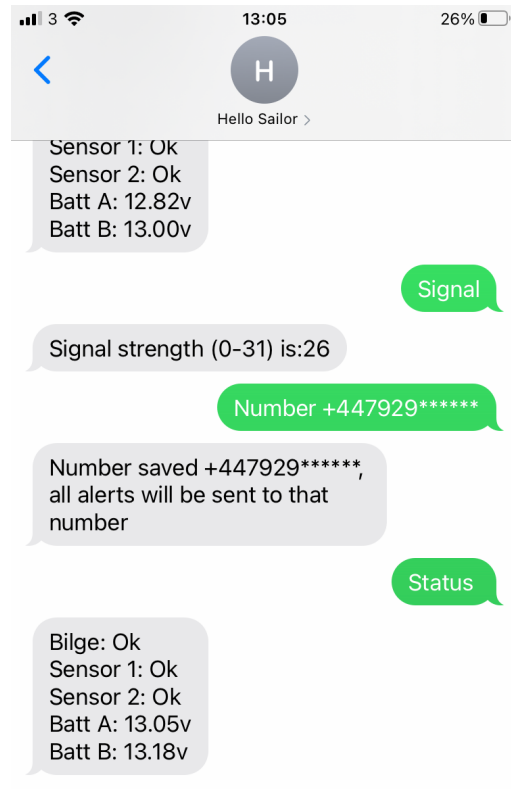 3 13:05 26%
H
Hello Sailor >
Sensor 1: Ok
Sensor 2: Ok
Batt A: 12.82v
Batt B: 13.00v
Signal
Signal strength (0-31) is:26
Number +447929******
Number saved +447929******,
all alerts will be sent to that
number
Status
Bilge: Ok
Sensor 1: Ok
Sensor 2: Ok
Batt A: 13.05v
Batt B: 13.18v